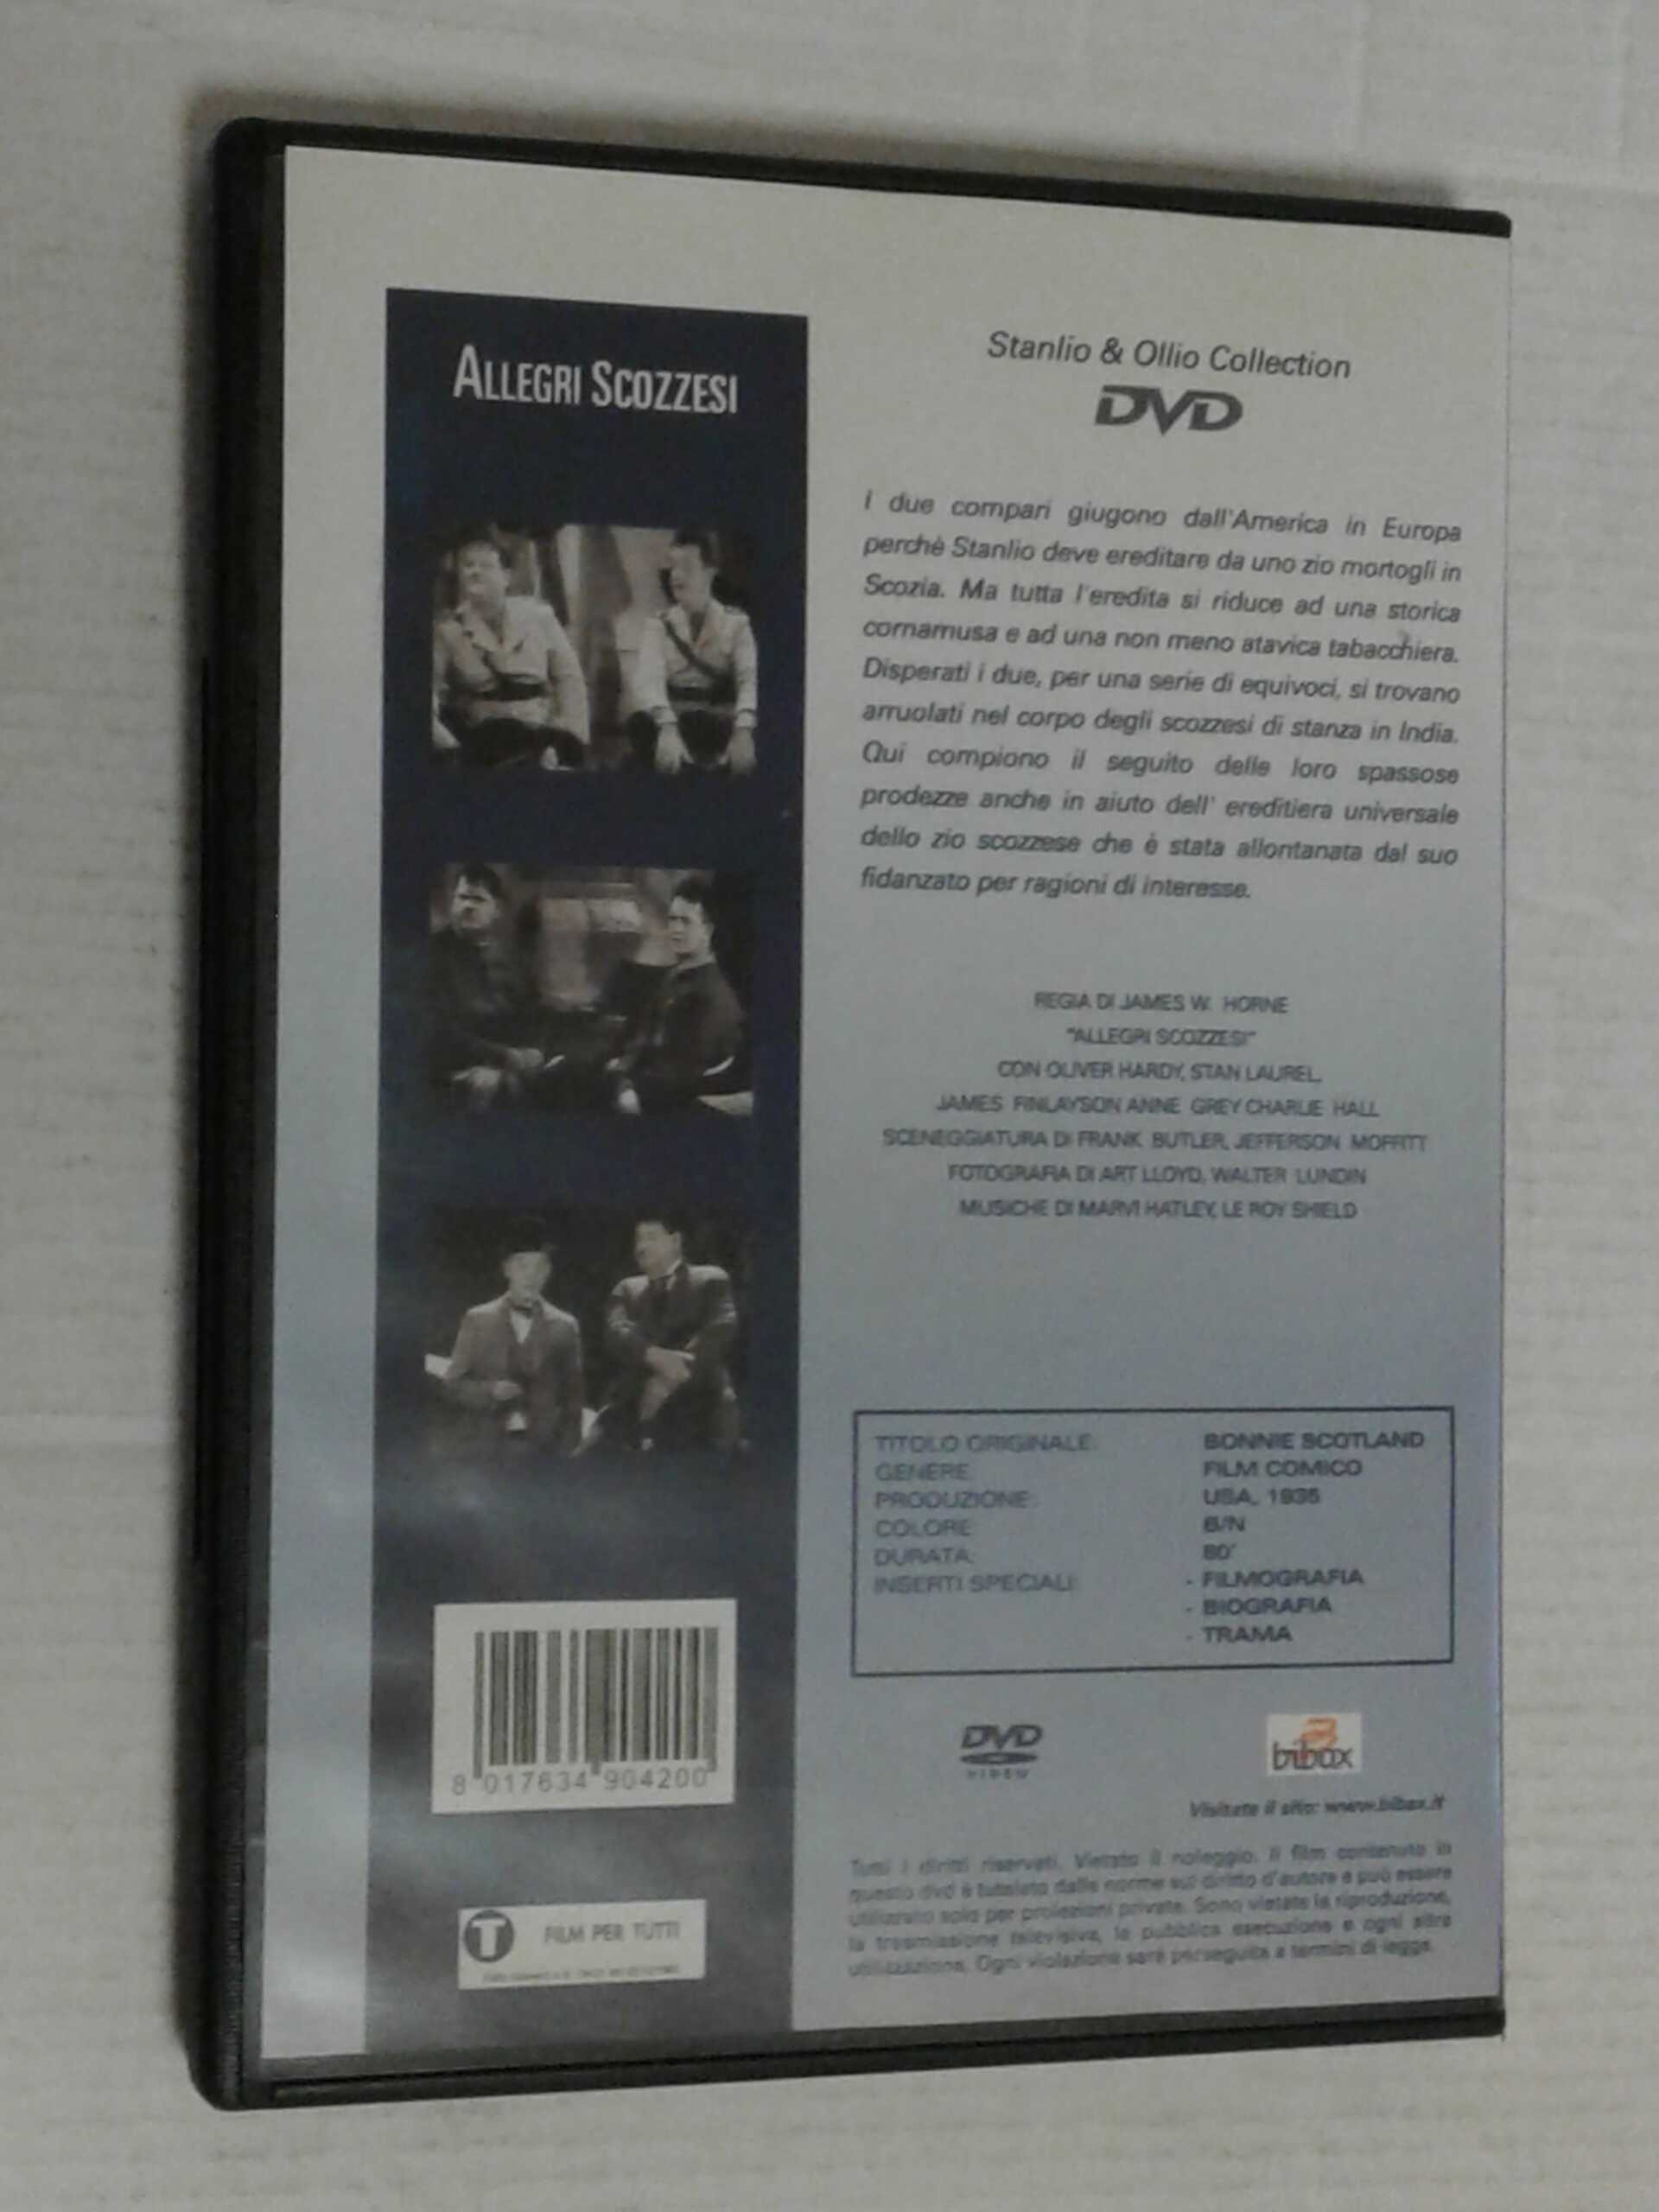 ALLEGRI SCOZZESI
8 017634 904200
T FILM PER TUTTI
Stanlio & Ollio Collection
DVD
I due compari giugono dall'America in Europa
perchè Stanlio deve ereditare da uno zio mortogli in
Scozia. Ma tutta l'eredita si riduce ad una storica
cornamusa e ad una non meno atavica tabacchiera.
Disperati i due, per una serie di equivoci, si trovano
arruolati nel corpo degli scozzesi di stanza in India.
Qui compiono il seguito delle loro spassose
prodezze anche in aiuto dell' ereditiera universale
dello zio scozzese che è stata allontanata dal suo
fidanzato per ragioni di interesse.
REGIA DI JAMES W. HORNE
"ALLEGRI SCOZZESI"
CON OLIVER HARDY, STAN LAUREL,
JAMES FINLAYSON ANNE GREY CHARLIE HALL
SCENEGGIATURA DI FRANK BUTLER, JEFFERSON MOFFITT
FOTOGRAFIA DI ART LLOYD, WALTER LUNDIN
MUSICHE DI MARVI HATLEY, LE ROY SHIELD
TITOLO ORIGINALE: BONNIE SCOTLAND
GENERE: FILM COMICO
PRODUZIONE: USA, 1935
COLORE: B/N
DURATA: 80'
INSERTI SPECIALI: - FILMOGRAFIA
- BIOGRAFIA
- TRAMA
DVD
VIDEO
bibox
Visitate il sito: www.bibax.it
Tutti i diritti riservati. Vietato il noleggio. Il film contenuto in
questo dvd è tutelato dalle norme sul diritto d'autore e può essere
utilizzato solo per proiezioni private. Sono vietate la riproduzione,
la trasmissione televisiva, la pubblica esecuzione e ogni altra
utilizzazione. Ogni violazione sarà perseguita a termini di legge.